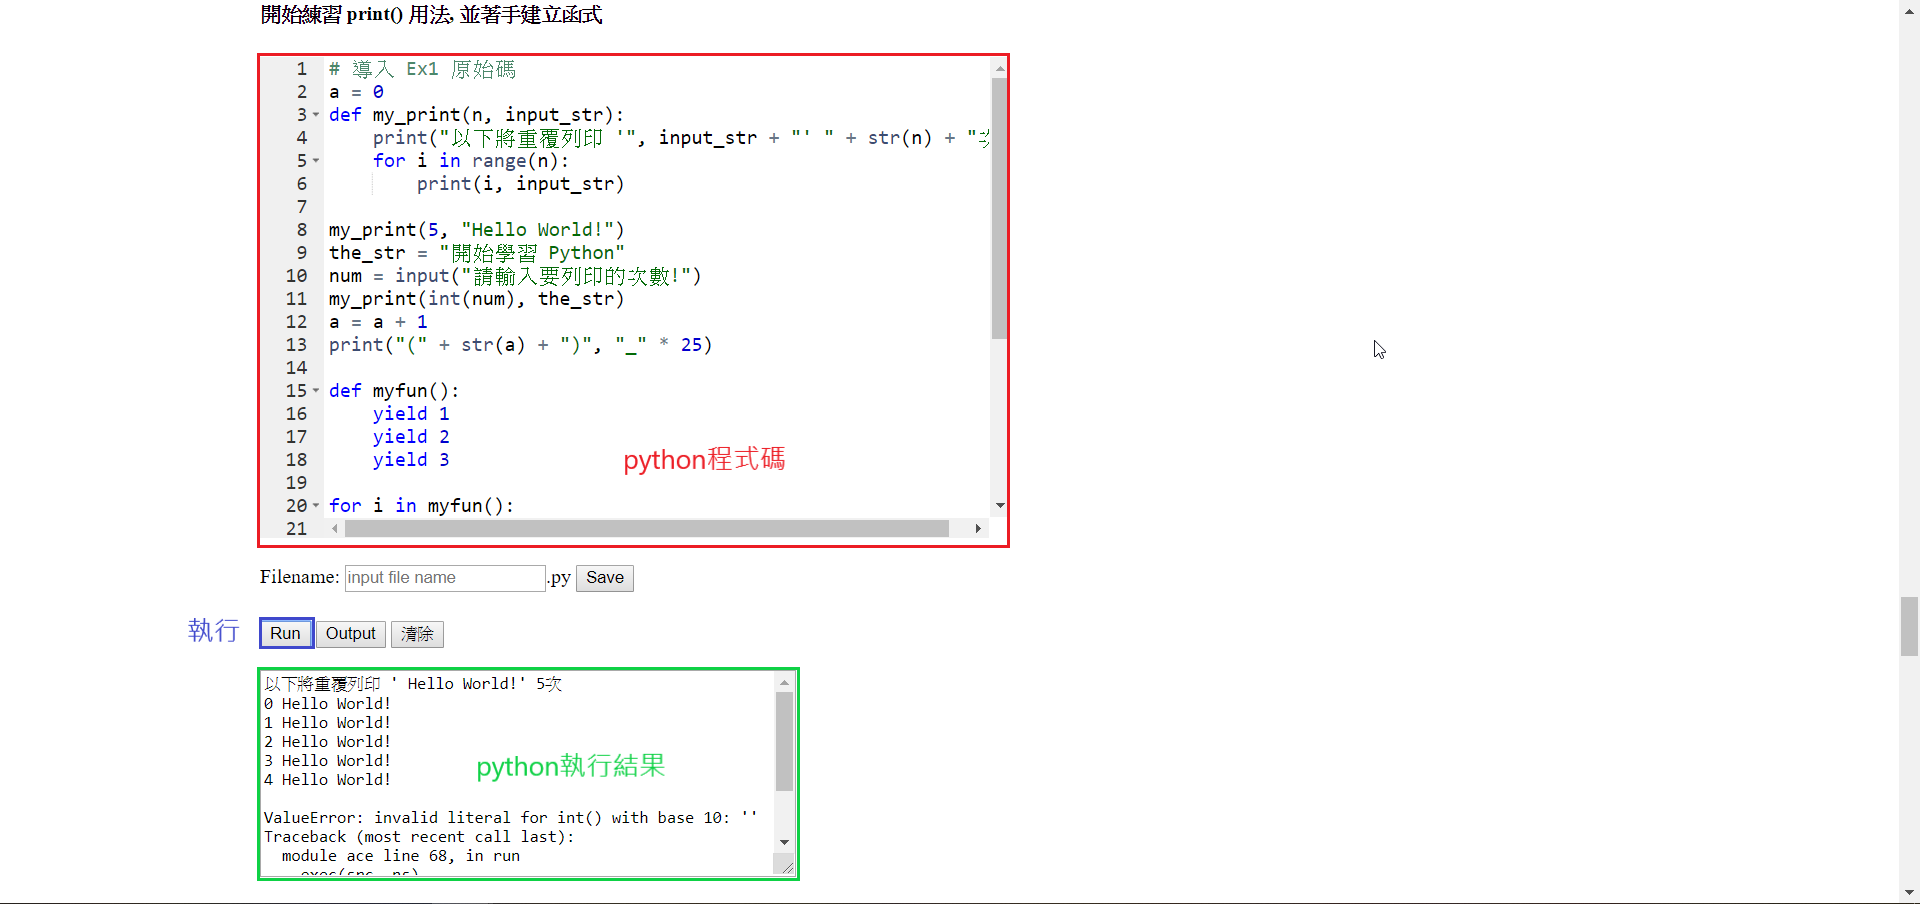 開始練習 print() 用法, 並著手建立函式
1 # 導入 Ex1 原始碼
2 a = 0
3 def my_print(n, input_str):
4     print("以下將重覆列印 '", input_str + "' " + str(n) + "次
5     for i in range(n):
6         print(i, input_str)
7
8 my_print(5, "Hello World!")
9 the_str = "開始學習 Python"
10 num = input("請輸入要列印的次數!")
11 my_print(int(num), the_str)
12 a = a + 1
13 print("(" + str(a) + ")", "_" * 25)
14
15 def myfun():
16     yield 1
17     yield 2
18     yield 3
python程式碼
19
20 for i in myfun():
21
Filename: input file name .py Save
執行 Run Output 清除
以下將重覆列印 ' Hello World!' 5次
0 Hello World!
1 Hello World!
2 Hello World!
3 Hello World!
4 Hello World!
python執行結果
ValueError: invalid literal for int() with base 10: ''
Traceback (most recent call last):
  module ace line 68, in run
    exec(src, ns)